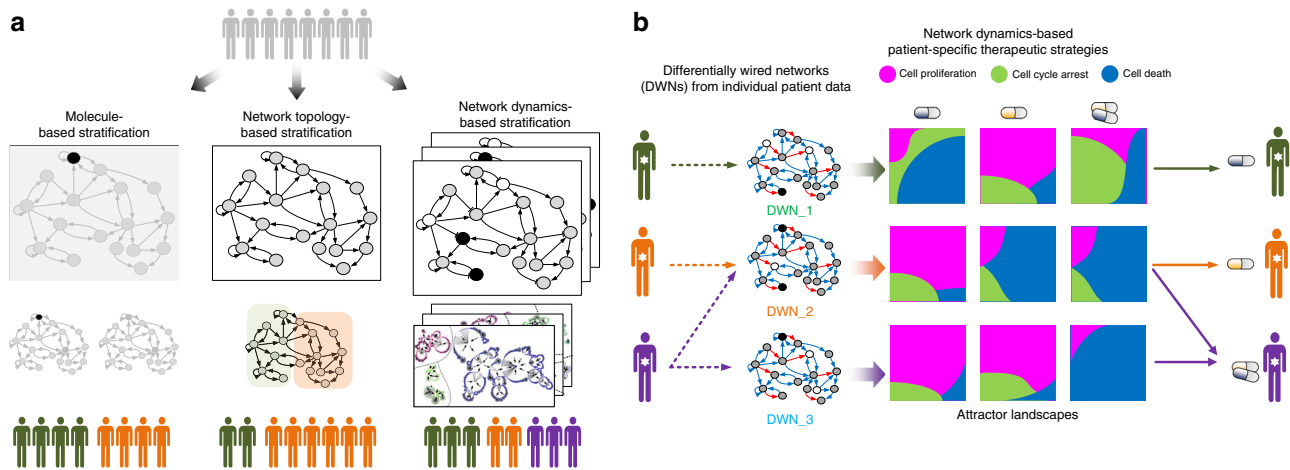 a
Molecule-
based stratification
Network topology-
based stratification
Network dynamics-
based stratification
b
Differentially wired networks
(DWNs) from individual patient data
Network dynamics-based
patient-specific therapeutic strategies
Cell proliferation
Cell cycle arrest
Cell death
DWN_1
DWN_2
DWN_3
Attractor landscapes